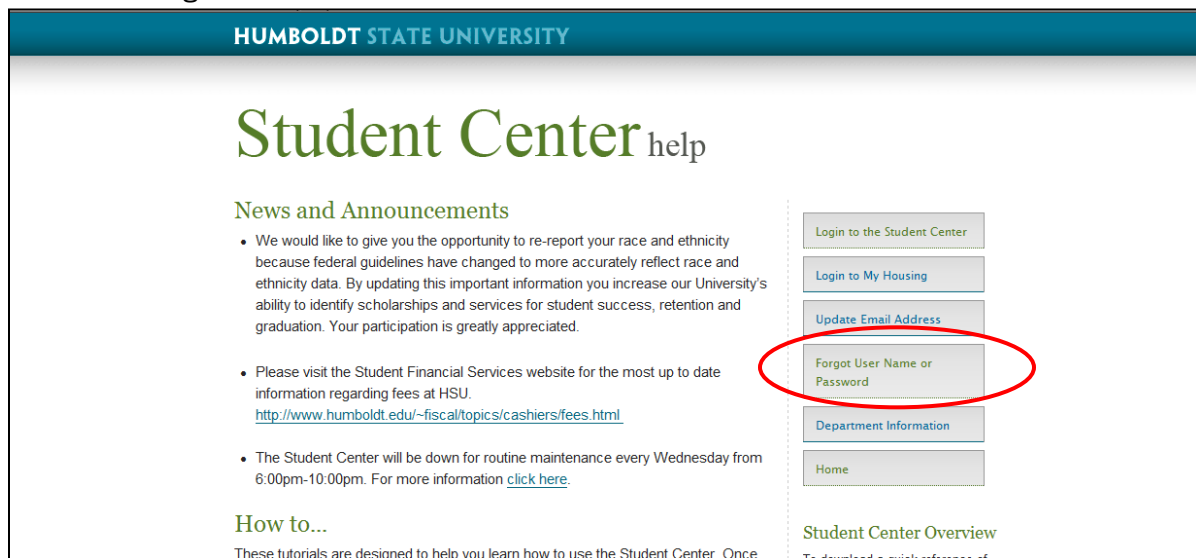 HUMBOLDT STATE UNIVERSITY
Student Center help
News and Announcements
• We would like to give you the opportunity to re-report your race and ethnicity
because federal guidelines have changed to more accurately reflect race and
ethnicity data. By updating this important information you increase our University's
ability to identify scholarships and services for student success, retention and
graduation. Your participation is greatly appreciated.
• Please visit the Student Financial Services website for the most up to date
information regarding fees at HSU.
http://www.humboldt.edu/~fiscal/topics/cashiers/fees.html
• The Student Center will be down for routine maintenance every Wednesday from
6:00pm-10:00pm. For more information click here.
How to...
These tutorials are designed to help you learn how to use the Student Center. Once
Login to the Student Center
Login to My Housing
Update Email Address
Forgot User Name or
Password
Department Information
Home
Student Center Overview
To download a quick reference of